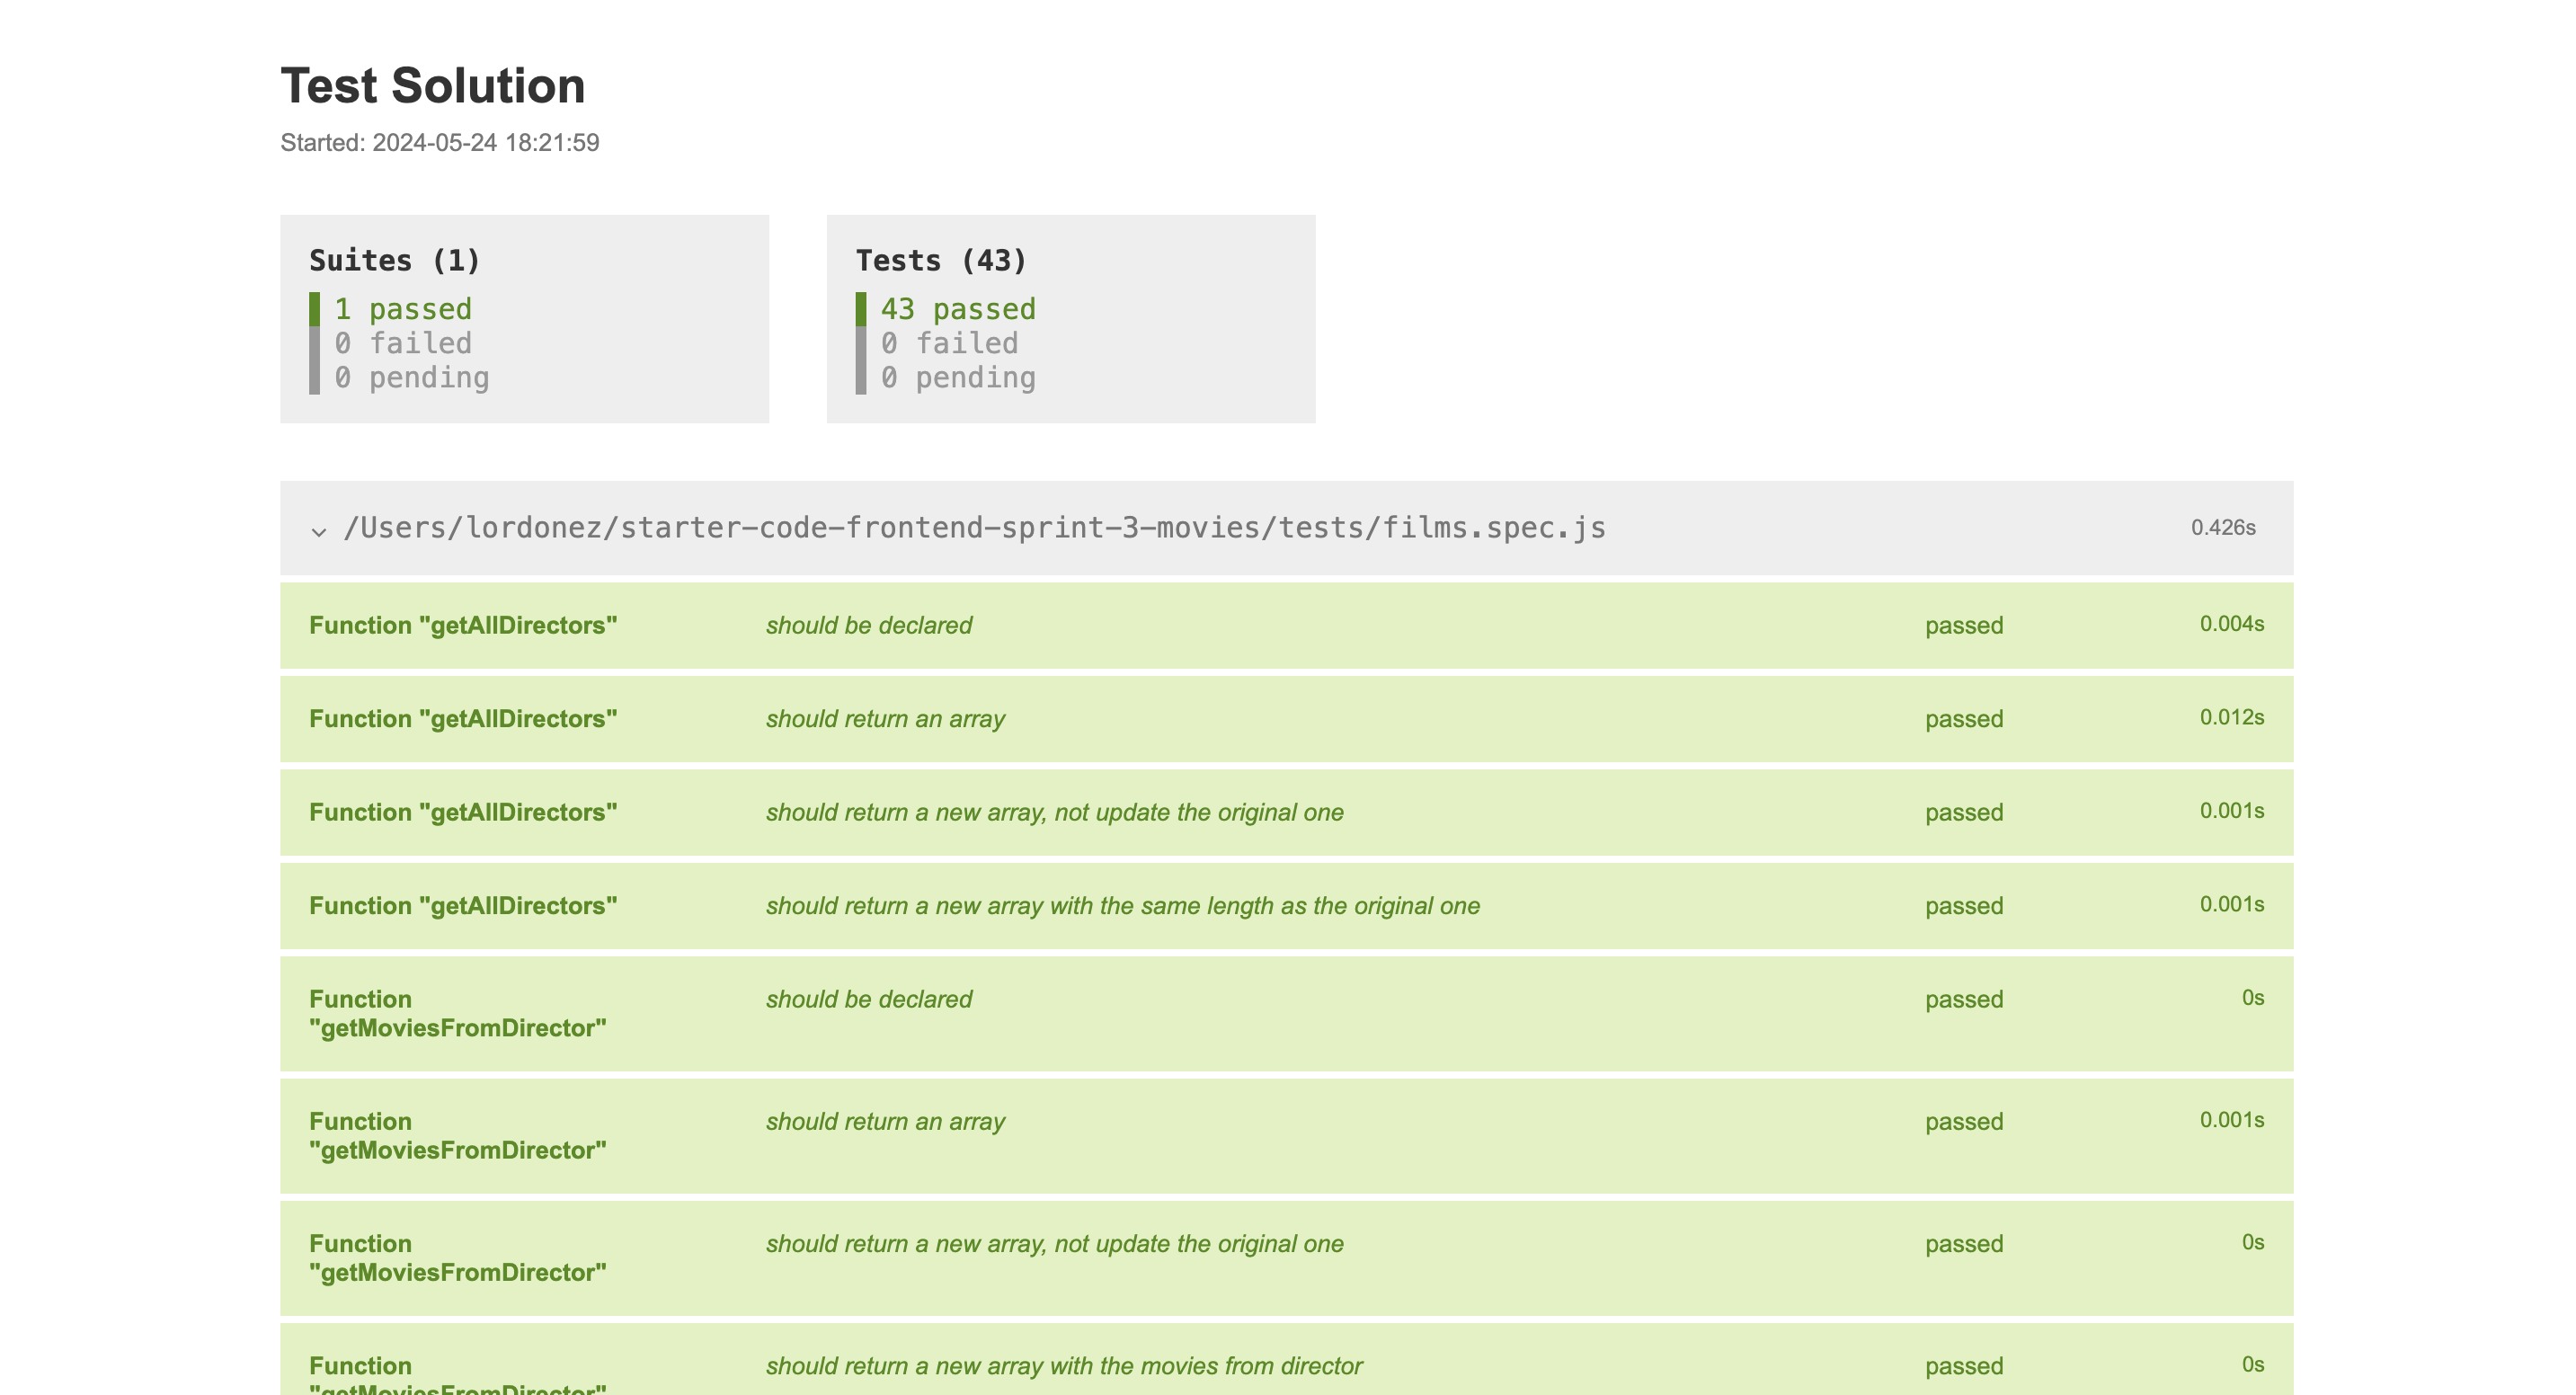 Test Solution
Started: 2024-05-24 18:21:59
Suites (1)
1 passed
0 failed
0 pending
Tests (43)
43 passed
0 failed
0 pending
/Users/lordonez/starter-code-frontend-sprint-3-movies/tests/films.spec.js 0.426s
Function "getAllDirectors" should be declared passed 0.004s
Function "getAllDirectors" should return an array passed 0.012s
Function "getAllDirectors" should return a new array, not update the original one passed 0.001s
Function "getAllDirectors" should return a new array with the same length as the original one passed 0.001s
Function should be declared passed 0s
"getMoviesFromDirector"
Function should return an array passed 0.001s
"getMoviesFromDirector"
Function should return a new array, not update the original one passed 0s
"getMoviesFromDirector"
Function should return a new array with the movies from director passed 0s
"getMoviesFromDirector"